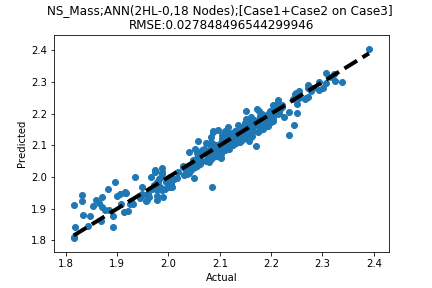 NS_Mass;ANN(2HL-0,18 Nodes);[Case1+Case2 on Case3]
RMSE:0.027848496544299946
2.4
2.3
2.2
2.1
2.0
1.9
1.8
Predicted
1.8 1.9 2.0 2.1 2.2 2.3 2.4
Actual